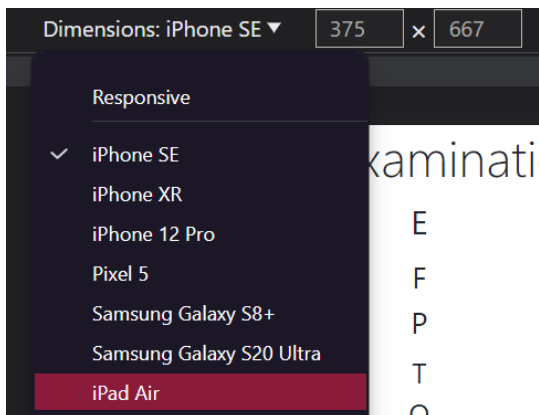 Dimensions: iPhone SE ▼ 375 × 667
Responsive
iPhone SE
iPhone XR
iPhone 12 Pro
Pixel 5
Samsung Galaxy S8+
Samsung Galaxy S20 Ultra
iPad Air
xaminati
E
F
P
T